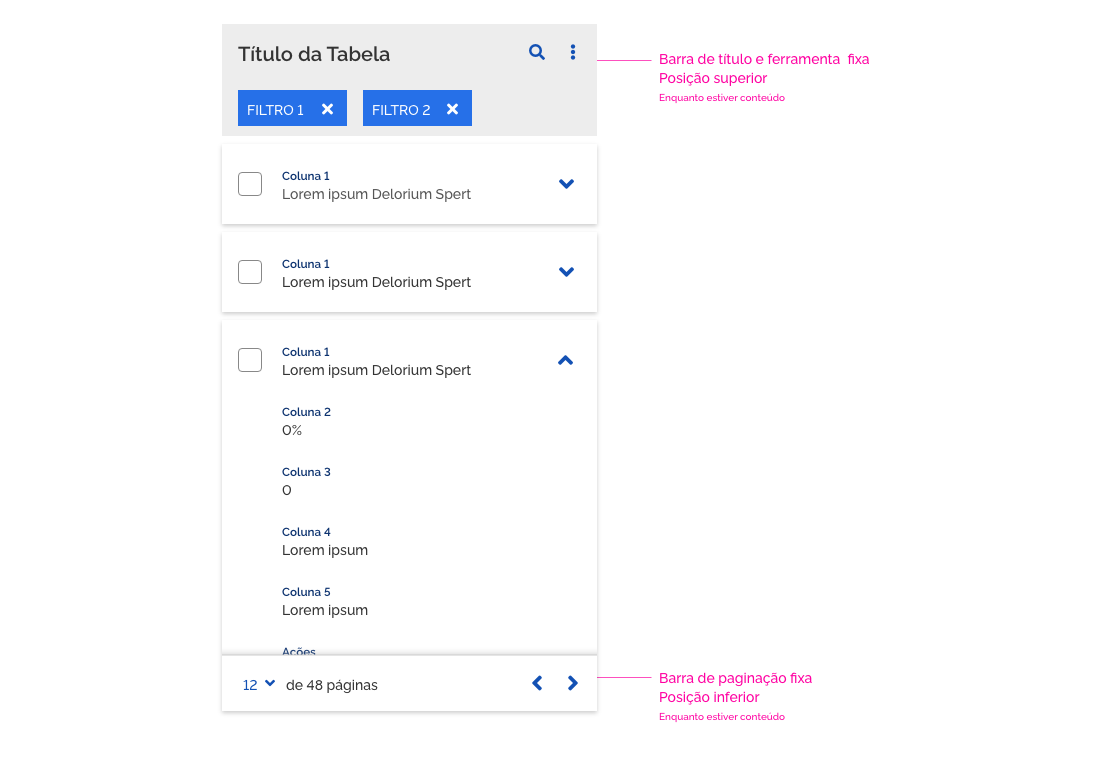 Título da Tabela
FILTRO 1
FILTRO 2
Barra de título e ferramenta fixa
Posição superior
Enquanto estiver conteúdo
Coluna 1
Lorem ipsum Delorium Spert
Coluna 1
Lorem ipsum Delorium Spert
Coluna 1
Lorem ipsum Delorium Spert
Coluna 2
0%
Coluna 3
0
Coluna 4
Lorem ipsum
Coluna 5
Lorem ipsum
Ações
12 de 48 páginas
Barra de paginação fixa
Posição inferior
Enquanto estiver conteúdo